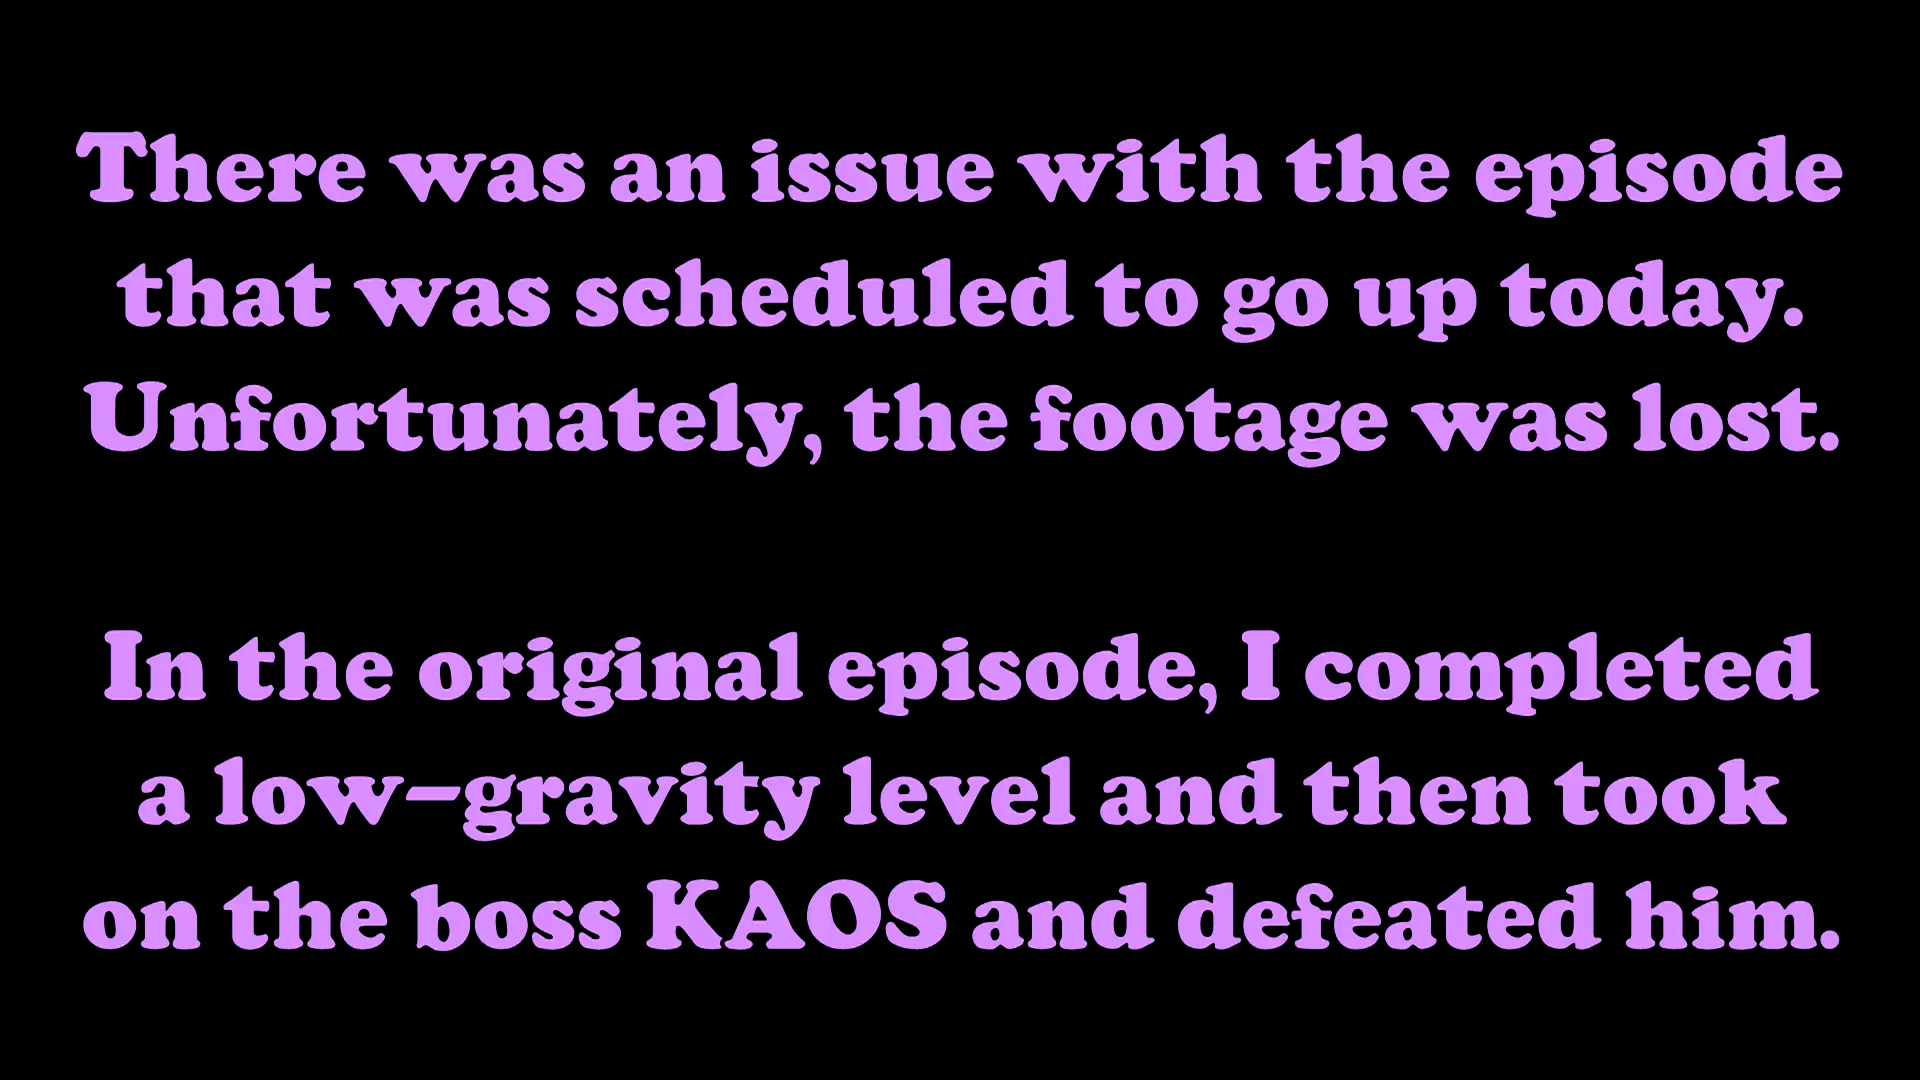 There was an issue with the episode
that was scheduled to go up today.
Unfortunately, the footage was lost.
In the original episode, I completed
a low–gravity level and then took
on the boss KAOS and defeated him.